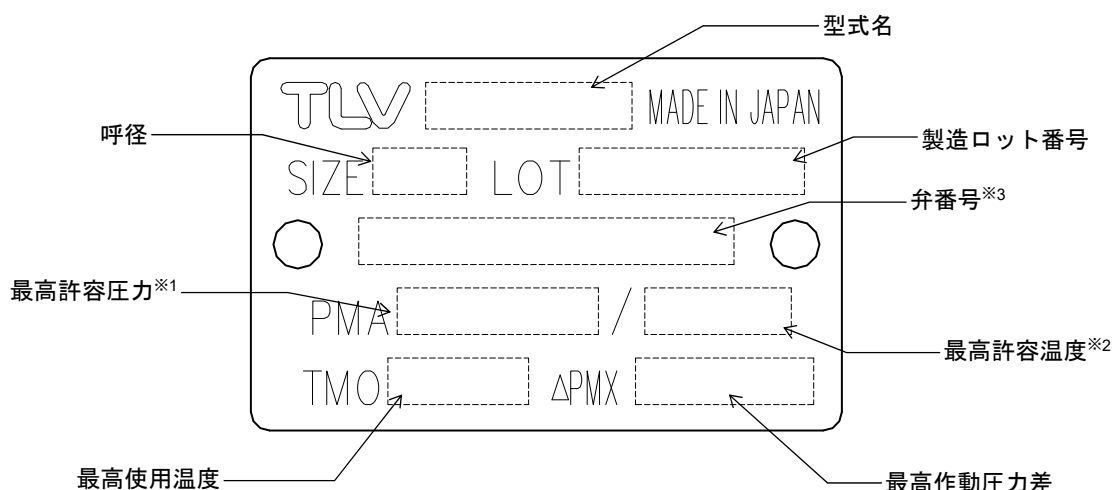 型式名
TLV MADE IN JAPAN
呼径
製造ロット番号
SIZE LOT
弁番号※3
最高許容圧力※1
PMA /
最高許容温度※2
TMO △PMX
最高使用温度
最高作動圧力差